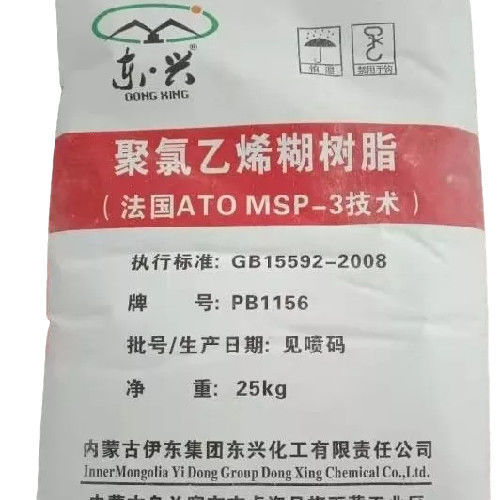 东兴®
DONG XING
怕湿 禁用手钩
聚氯乙烯糊树脂
(法国ATO MSP-3技术)
执行标准: GB15592-2008
牌 号: PB1156
批号/生产日期: 见喷码
净 重: 25kg
内蒙古伊东集团东兴化工有限责任公司
InnerMongolia Yi Dong Group Dong Xing Chemical Co.,Ltd.